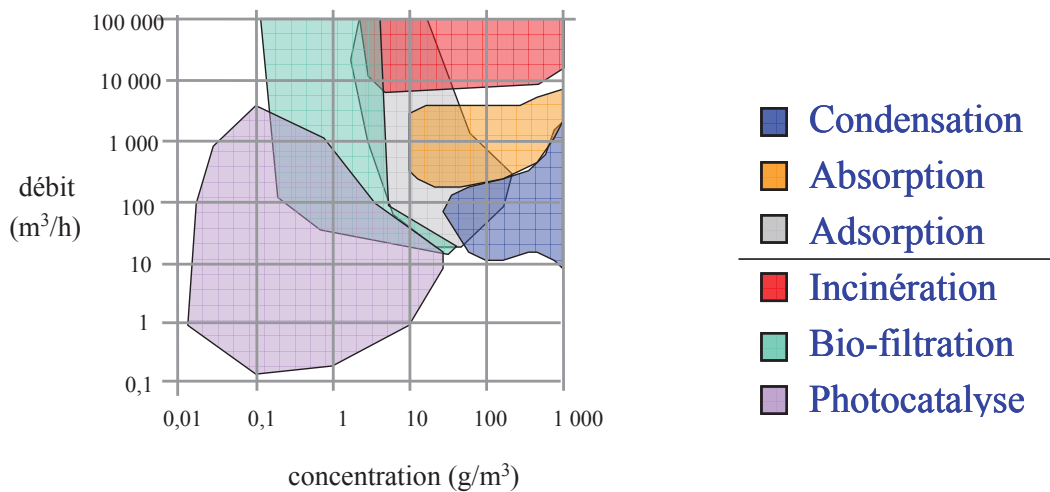 100 000
10 000
1 000
100
10
1
0,1
débit
(m³/h)
0,01
0,1
1
10
100
1 000
concentration (g/m³)
Condensation
Absorption
Adsorption
Incinération
Bio-filtration
Photocatalyse